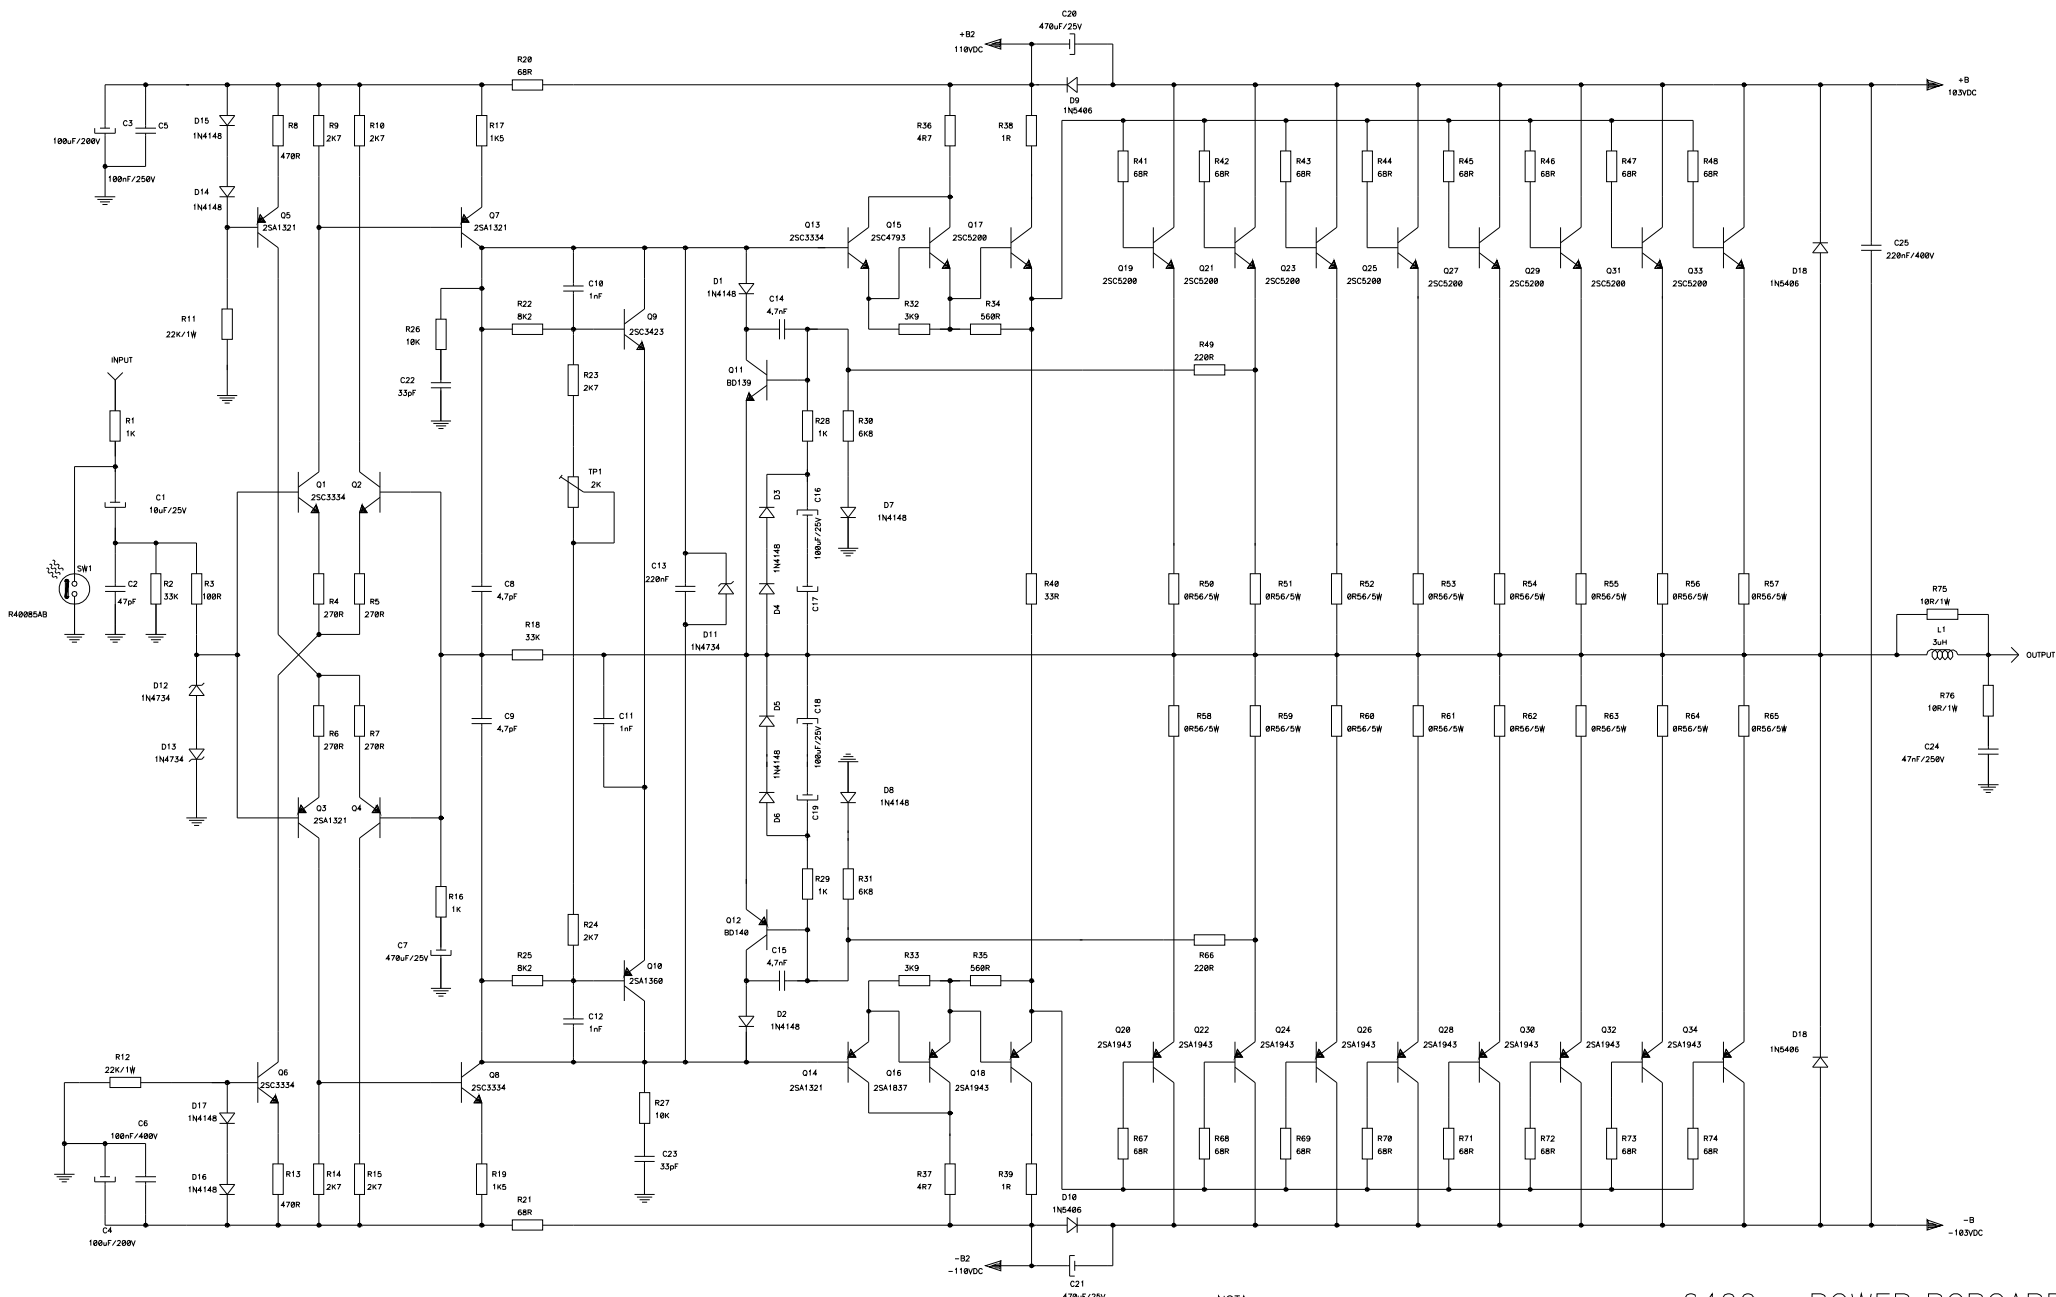 C20
470uF/25V
+B2
110VDC
R20
68R
+B
103VDC
D9
1N5406
C3
C5
100uF/200V
100nF/250V
D15
1N4148
R8
470R
R9
2K7
R10
2K7
R17
1K5
R36
4R7
R38
1R
R41
68R
R42
68R
R43
68R
R44
68R
R45
68R
R46
68R
R47
68R
R48
68R
D14
1N4148
Q5
2SA1321
Q7
2SA1321
Q13
2SC3334
Q15
2SC4793
Q17
2SC5200
Q19
2SC5200
Q21
2SC5200
Q23
2SC5200
Q25
2SC5200
Q27
2SC5200
Q29
2SC5200
Q31
2SC5200
Q33
2SC5200
D18
1N5406
C25
220nF/400V
C10
1nF
D1
1N4148
C14
4,7nF
R11
22K/1W
R26
10K
R22
8K2
Q9
2SC3423
R32
3K9
R34
560R
R49
220R
INPUT
C22
33pF
R23
2K7
Q11
BD139
R1
1K
R28
1K
R30
6K8
TP1
2K
C1
10uF/25V
Q1
2SC3334
Q2
D3
C16
100uF/25V
D7
1N4148
SW1
R40085AB
C2
47pF
R2
33K
R3
100R
R4
270R
R5
270R
C8
4,7pF
C13
220nF
1N4148
D4
C17
R40
33R
R50
0R56/5W
R51
0R56/5W
R52
0R56/5W
R53
0R56/5W
R54
0R56/5W
R55
0R56/5W
R56
0R56/5W
R57
0R56/5W
R75
10R/1W
R18
33K
D11
1N4734
L1
3uH
OUTPUT
D12
1N4734
D13
1N4734
R6
270R
R7
270R
C9
4,7pF
C11
1nF
D5
C18
100uF/25V
1N4148
D6
C19
D8
1N4148
R58
0R56/5W
R59
0R56/5W
R60
0R56/5W
R61
0R56/5W
R62
0R56/5W
R63
0R56/5W
R64
0R56/5W
R65
0R56/5W
R76
10R/1W
C24
47nF/250V
Q3
2SA1321
Q4
R16
1K
R29
1K
R31
6K8
C7
470uF/25V
R24
2K7
Q12
BD140
C15
4,7nF
R25
8K2
Q10
2SA1360
R33
3K9
R35
560R
R66
220R
C12
1nF
D2
1N4148
R12
22K/1W
Q6
2SC3334
Q8
2SC3334
Q14
2SA1321
Q16
2SA1837
Q18
2SA1943
Q20
2SA1943
Q22
2SA1943
Q24
2SA1943
Q26
2SA1943
Q28
2SA1943
Q30
2SA1943
Q32
2SA1943
Q34
2SA1943
D18
1N5406
D17
1N4148
C6
100nF/400V
R27
10K
C23
33pF
R67
68R
R68
68R
R69
68R
R70
68R
R71
68R
R72
68R
R73
68R
R74
68R
D16
1N4148
R13
470R
R14
2K7
R15
2K7
R19
1K5
R37
4R7
R39
1R
R21
68R
D10
1N5406
C4
100uF/200V
-B
-103VDC
-B2
-110VDC
C21
470uF/25V